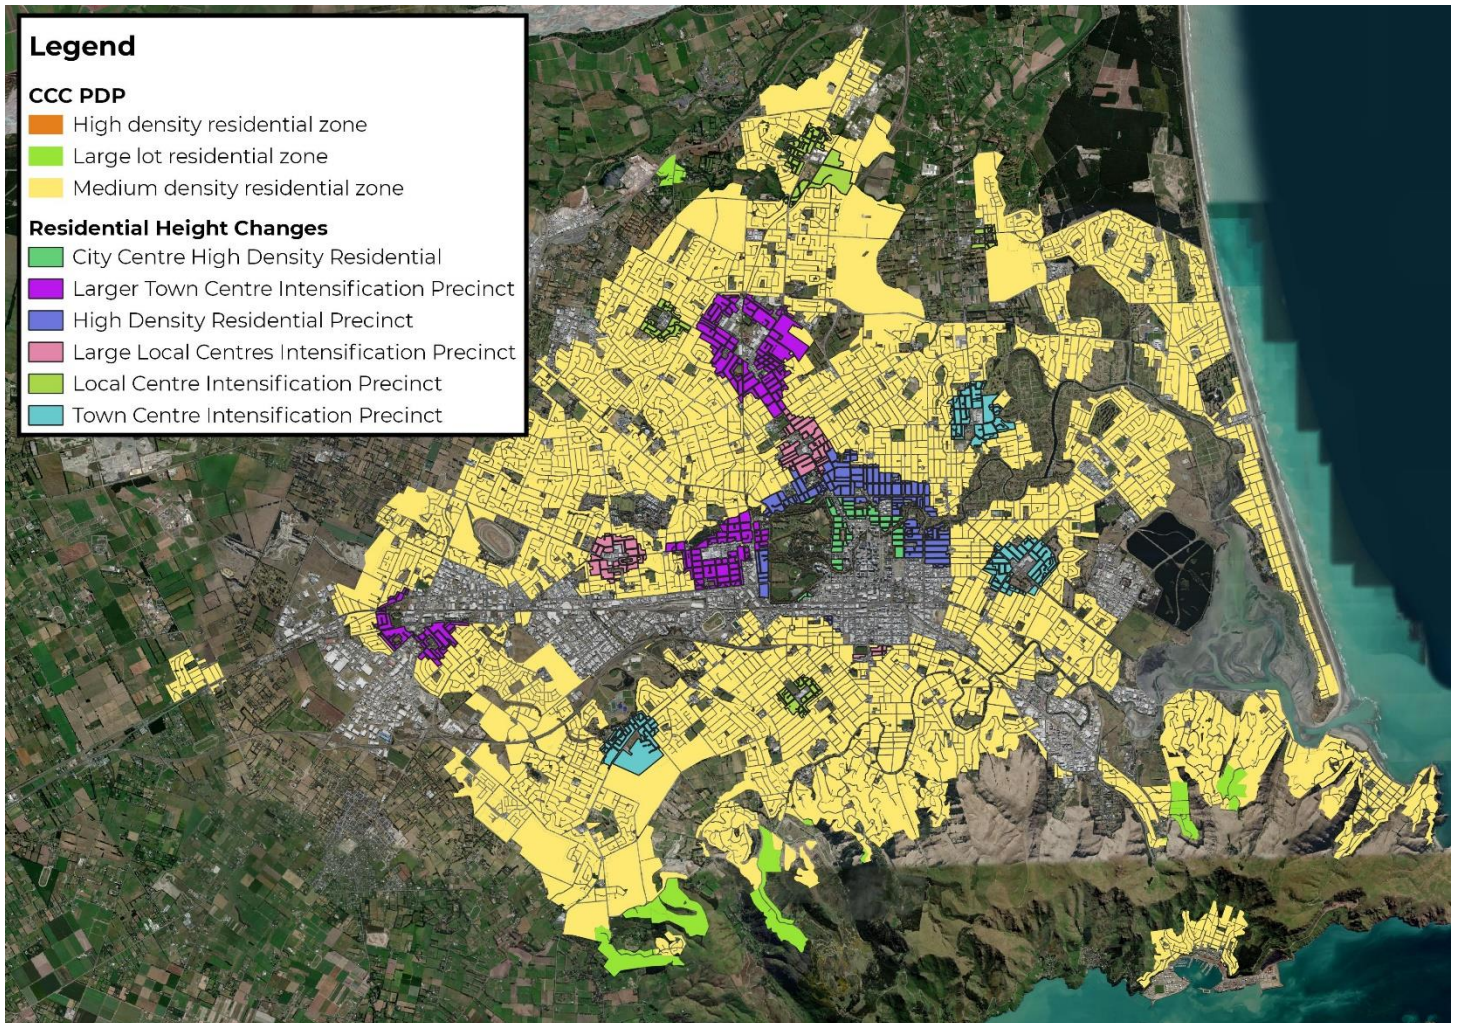 Legend
CCC PDP
High density residential zone
Large lot residential zone
Medium density residential zone
Residential Height Changes
City Centre High Density Residential
Larger Town Centre Intensification Precinct
High Density Residential Precinct
Large Local Centres Intensification Precinct
Local Centre Intensification Precinct
Town Centre Intensification Precinct